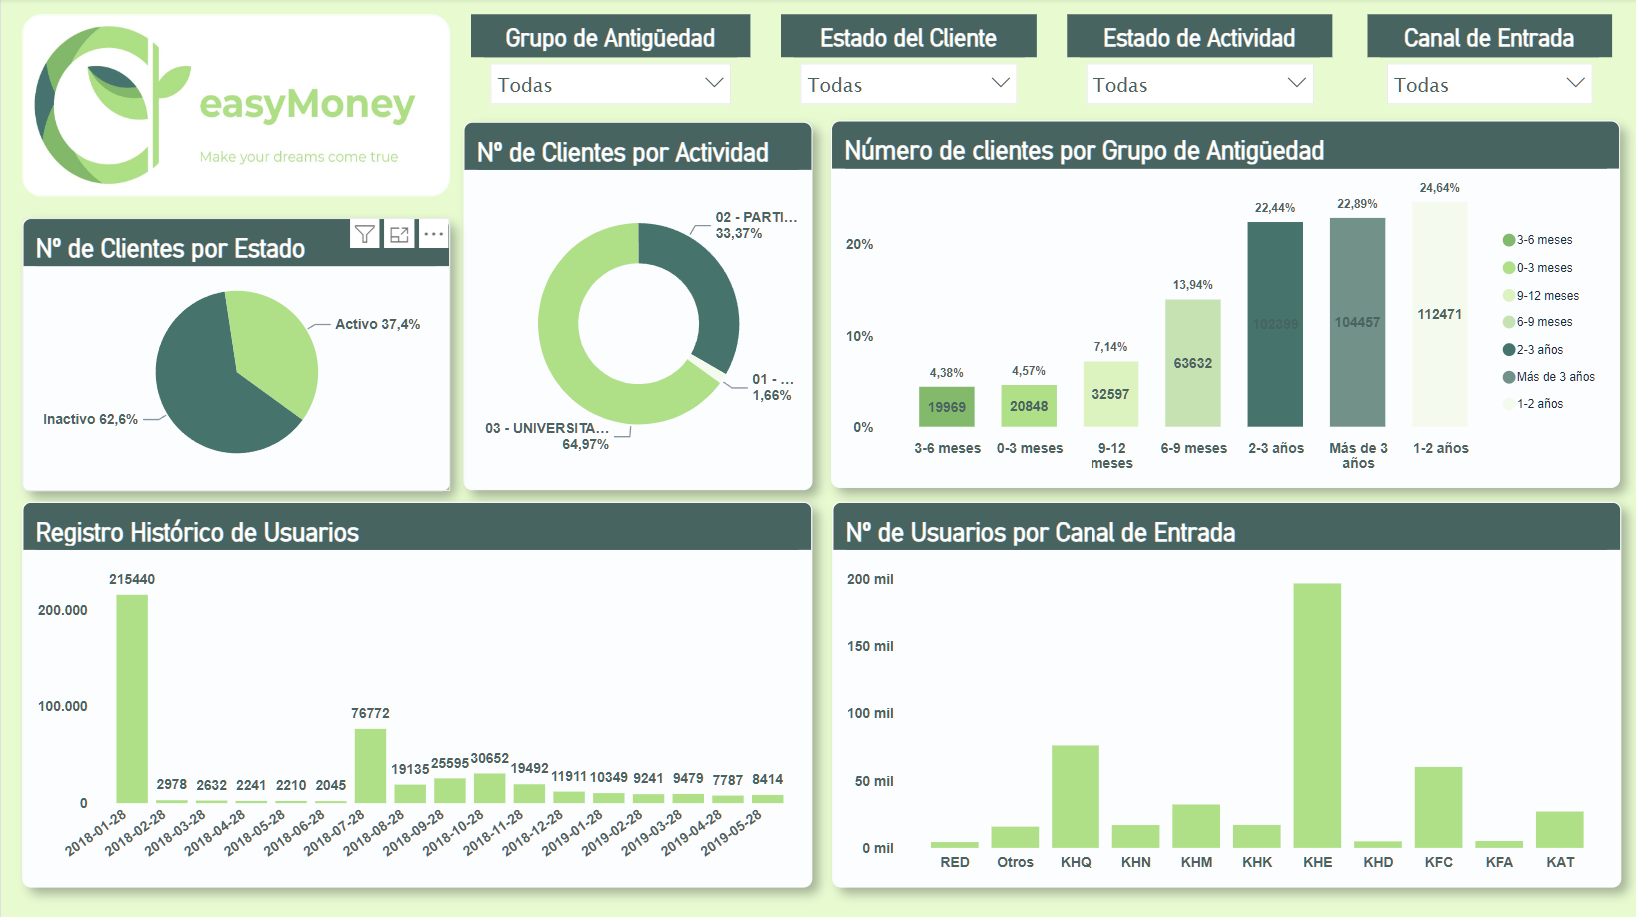 easyMoney
Make your dreams come true
Grupo de Antigüedad
Todas
Estado del Cliente
Todas
Estado de Actividad
Todas
Canal de Entrada
Todas
Nº de Clientes por Estado
Activo 37,4%
Inactivo 62,6%
Nº de Clientes por Actividad
02 - PARTI...
33,37%
01 - ...
1,66%
03 - UNIVERSITA...
64,97%
Número de clientes por Grupo de Antigüedad
20%
10%
0%
4,38%
4,57%
7,14%
13,94%
22,44%
22,89%
24,64%
19969
20848
32597
63632
104457
112471
3-6 meses
0-3 meses
9-12
meses
6-9 meses
2-3 años
Más de 3
años
1-2 años
3-6 meses
0-3 meses
9-12 meses
6-9 meses
2-3 años
Más de 3 años
1-2 años
Registro Histórico de Usuarios
200.000
100.000
0
215440
2978
2632
2241
2210
2045
76772
19135
25595
30652
19492
11911
10349
9241
9479
7787
8414
2018-01-28
2018-02-28
2018-03-28
2018-04-28
2018-05-28
2018-06-28
2018-07-28
2018-08-28
2018-09-28
2018-10-28
2018-11-28
2018-12-28
2019-01-28
2019-02-28
2019-03-28
2019-04-28
2019-05-28
Nº de Usuarios por Canal de Entrada
200 mil
150 mil
100 mil
50 mil
0 mil
RED
Otros
KHQ
KHN
KHM
KHK
KHE
KHD
KFC
KFA
KAT